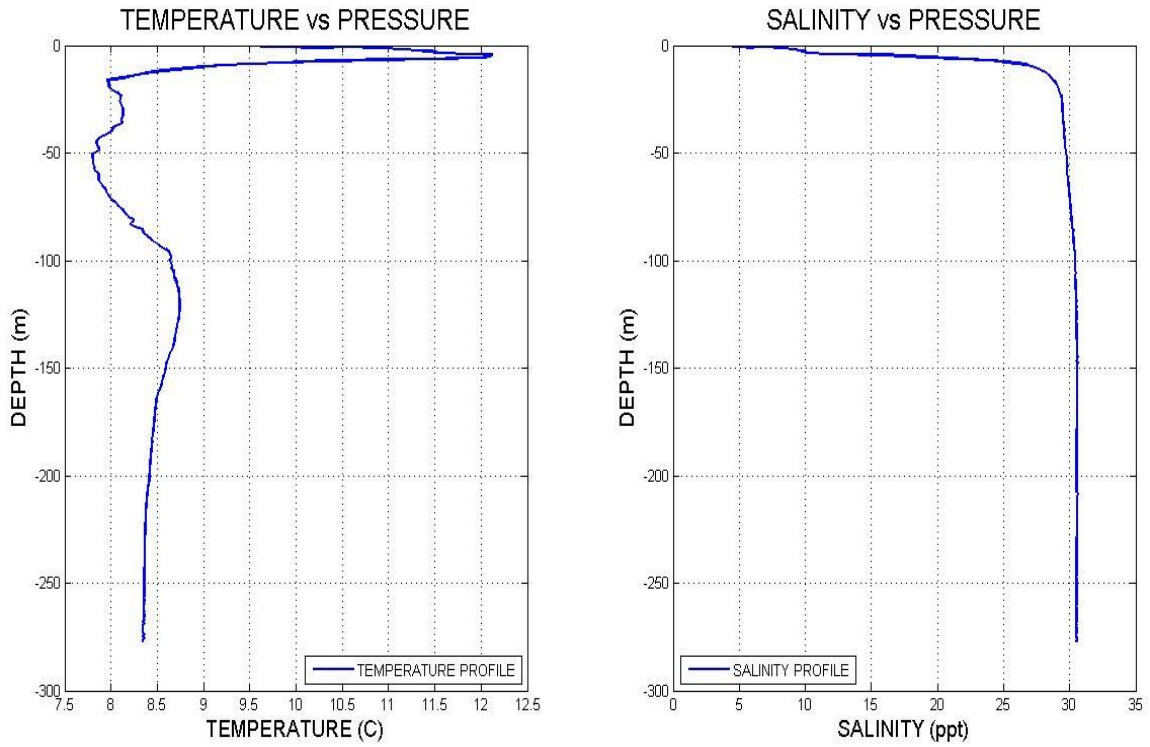 TEMPERATURE vs PRESSURE
0
-50
-100
-150
-200
-250
-300
DEPTH (m)
7.5 8 8.5 9 9.5 10 10.5 11 11.5 12 12.5
TEMPERATURE (C)
TEMPERATURE PROFILE
SALINITY vs PRESSURE
0
-50
-100
-150
-200
-250
-300
DEPTH (m)
0 5 10 15 20 25 30 35
SALINITY (ppt)
SALINITY PROFILE